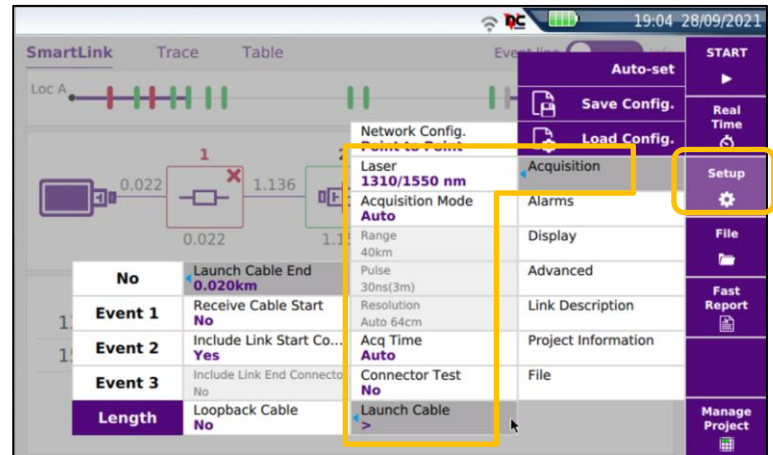 19:04 28/09/2021
SmartLink Trace Table
Auto-set
START
Loc A
Save Config.
Load Config.
Real
Time
Network Config.
Point to Point
Laser
1310/1550 nm
Acquisition
Setup
1
0.022
1.136
Acquisition Mode
Auto
Alarms
0.022
Range
40km
Display
File
No
Launch Cable End
0.020km
Pulse
30ns(3m)
Advanced
Fast
Report
Event 1
Receive Cable Start
No
Resolution
Auto 64cm
Link Description
Event 2
Include Link Start Co...
Yes
Acq Time
Auto
Project Information
Event 3
Include Link End Connecto
No
Connector Test
No
File
Length
Loopback Cable
No
Launch Cable
>
Manage
Project